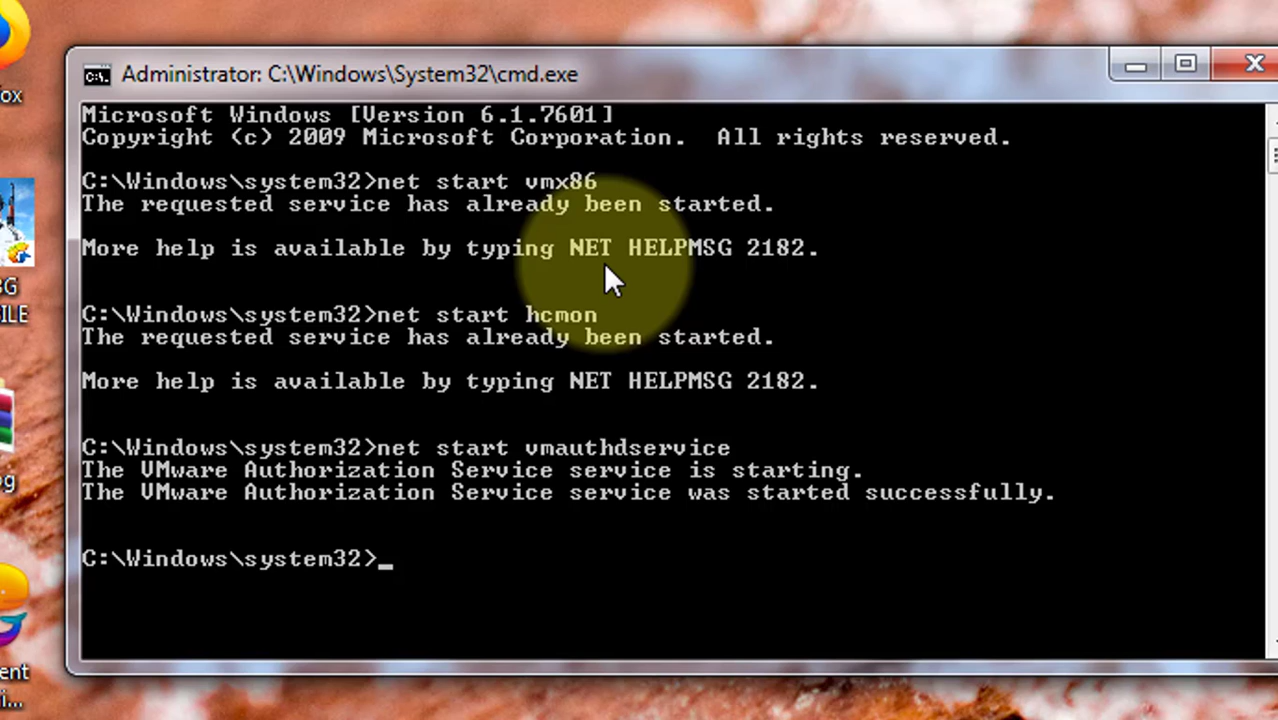 Administrator: C:\Windows\System32\cmd.exe
Microsoft Windows [Version 6.1.7601]
Copyright (c) 2009 Microsoft Corporation.  All rights reserved.
C:\Windows\system32>net start vmx86
The requested service has already been started.
More help is available by typing NET HELPMSG 2182.
C:\Windows\system32>net start hcmon
The requested service has already been started.
More help is available by typing NET HELPMSG 2182.
C:\Windows\system32>net start vmauthdservice
The VMware Authorization Service service is starting.
The VMware Authorization Service service was started successfully.
C:\Windows\system32>_